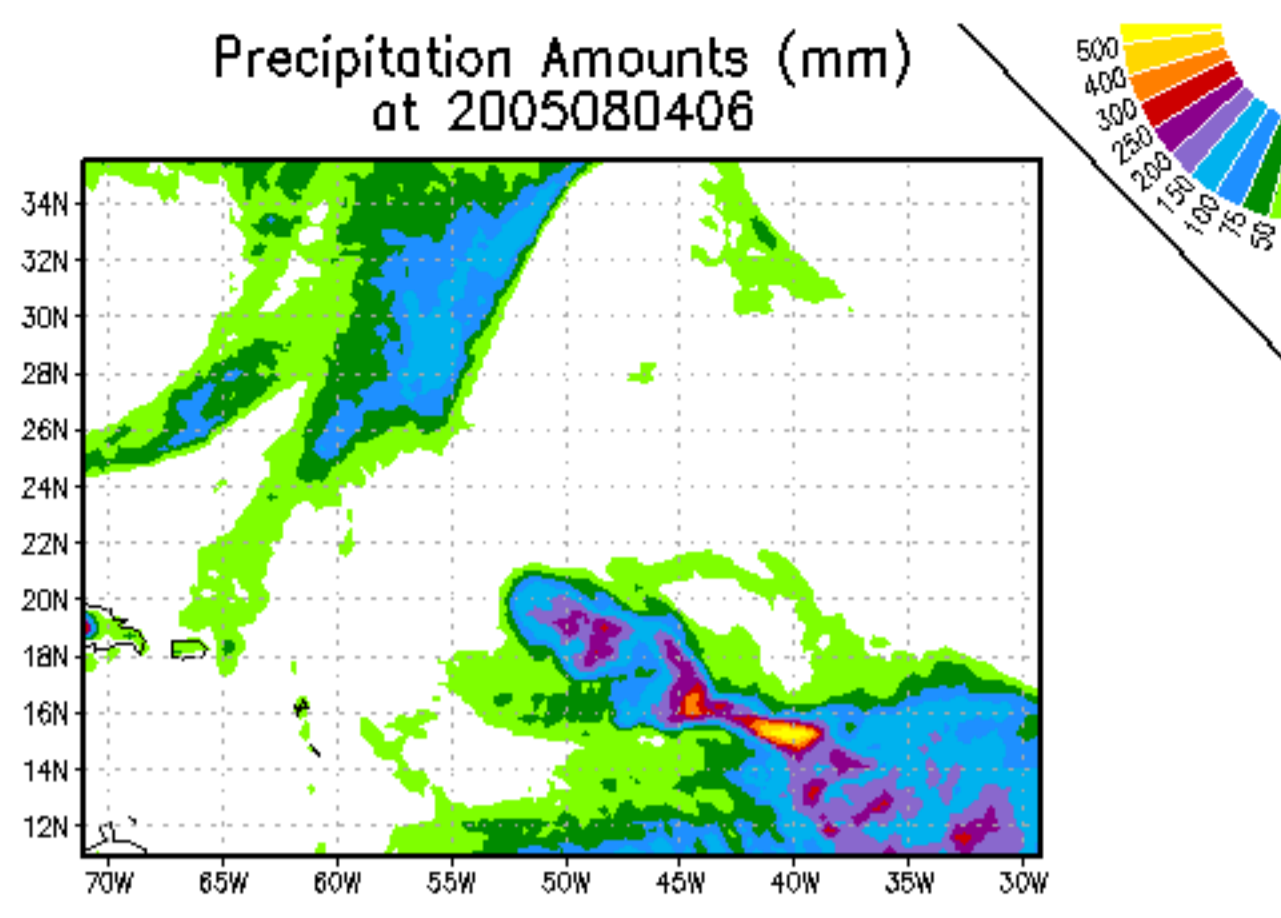 Precipitation Amounts (mm)
at 2005080406
500
400
300
250
200
150
100
75
50
34N
32N
30N
28N
26N
24N
22N
20N
18N
16N
14N
12N
70W 65W 60W 55W 50W 45W 40W 35W 30W